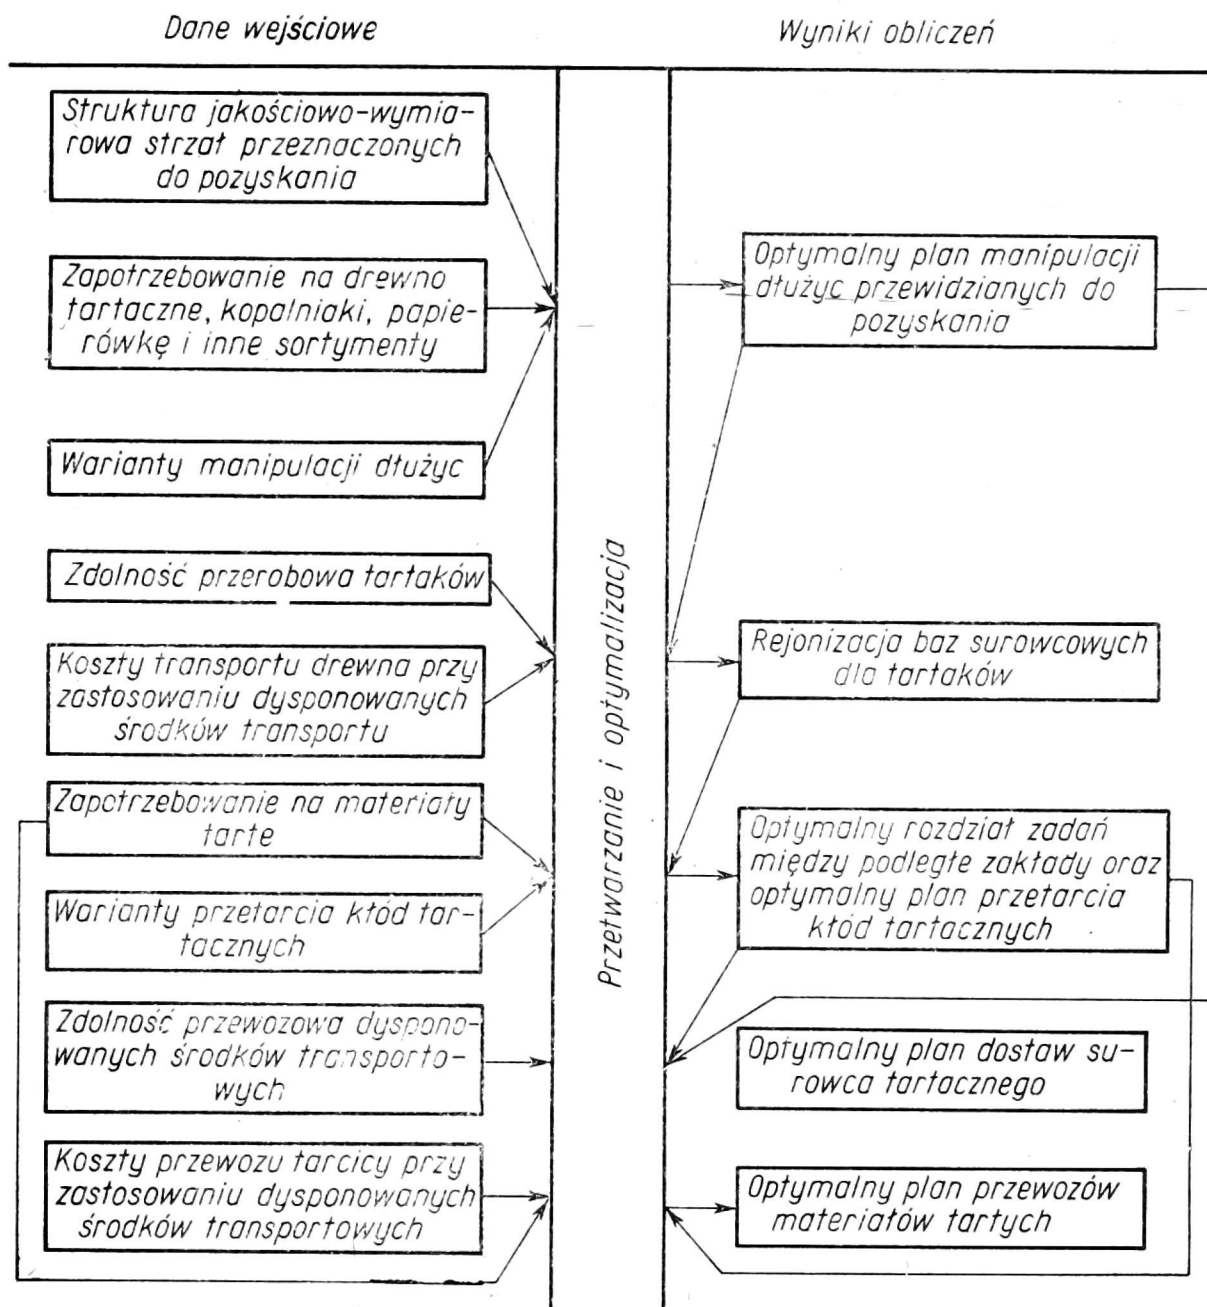 Dane wejściowe
Wyniki obliczeń
Struktura jakościowo-wymia-
rowa strzał przeznaczonych
do pozyskania
Zapotrzebowanie na drewno
tartaczne, kopalniaki, papie-
rówkę i inne sortymenty
Warianty manipulacji dłużyc
Zdolność przerobowa tartaków
Koszty transportu drewna przy
zastosowaniu dysponowanych
środków transportu
Zapotrzebowanie na materiały
tarte
Warianty przetarcia kłód tar-
tacznych
Zdolność przewozowa dyspono-
wanych środków transporto-
wych
Koszty przewozu tarcicy przy
zastosowaniu dysponowanych
środków transportowych
Przetwarzanie i optymalizacja
Optymalny plan manipulacji
dłużyc przewidzianych do
pozyskania
Rejonizacja baz surowcowych
dla tartaków
Optymalny rozdział zadań
między podległe zakłady oraz
optymalny plan przetarcia
kłód tartacznych
Optymalny plan dostaw su-
rowca tartacznego
Optymalny plan przewozów
materiałów tartych